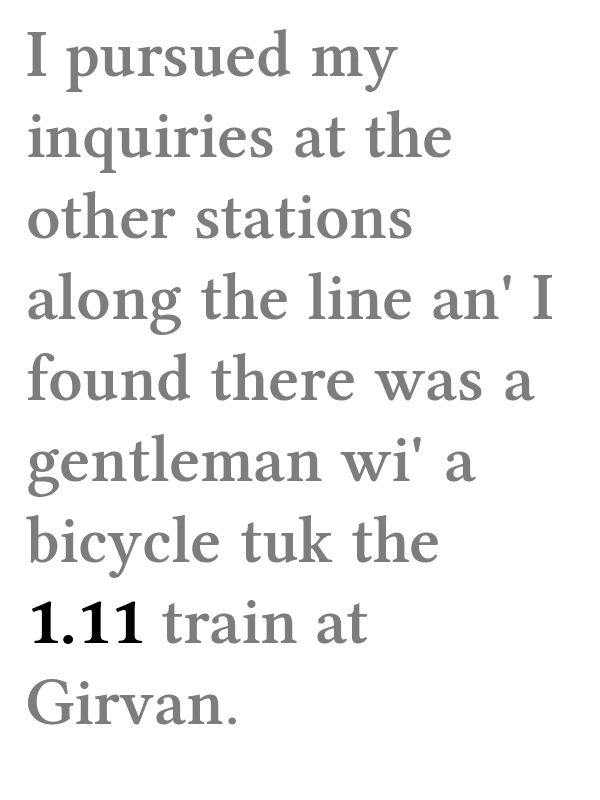 I pursued my
inquiries at the
other stations
along the line an' I
found there was a
gentleman wi' a
bicycle tuk the
1.11 train at
Girvan.